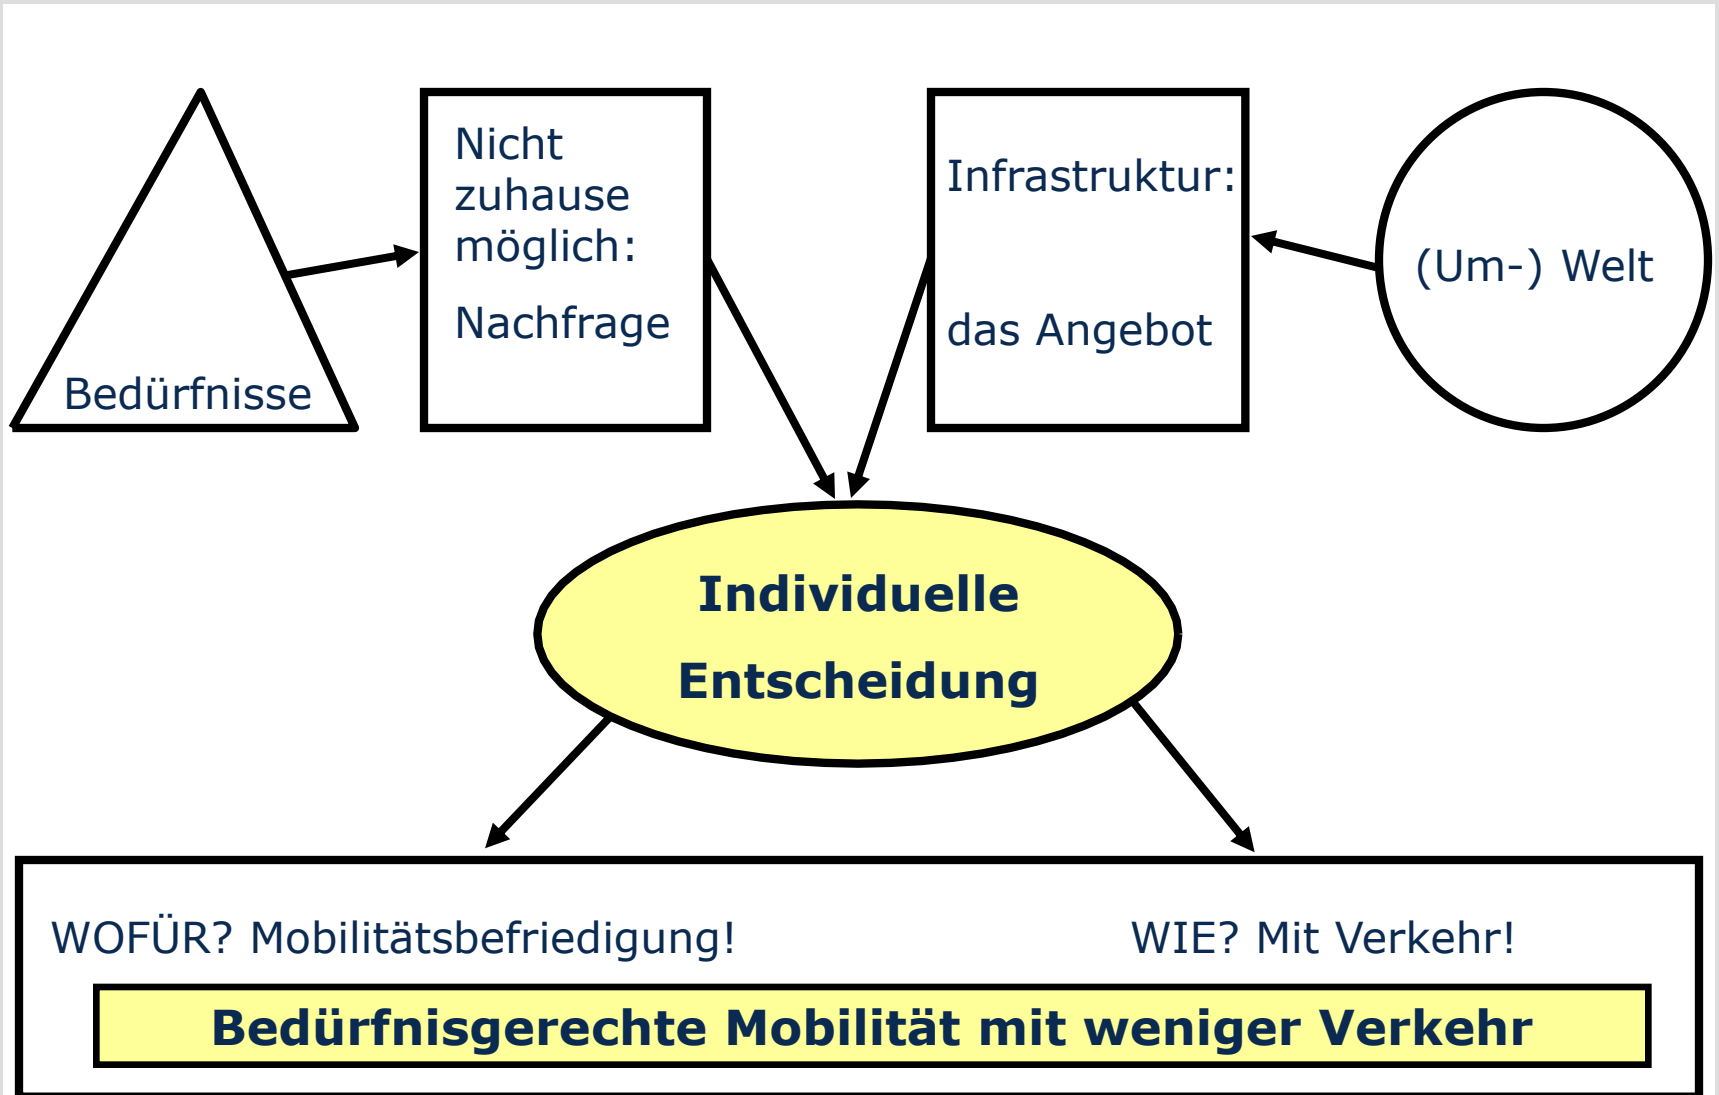 Bedürfnisse
Nicht
zuhause
möglich:
Nachfrage
Infrastruktur:
das Angebot
(Um-) Welt
Individuelle
Entscheidung
WOFÜR? Mobilitätsbefriedigung!
WIE? Mit Verkehr!
Bedürfnisgerechte Mobilität mit weniger Verkehr